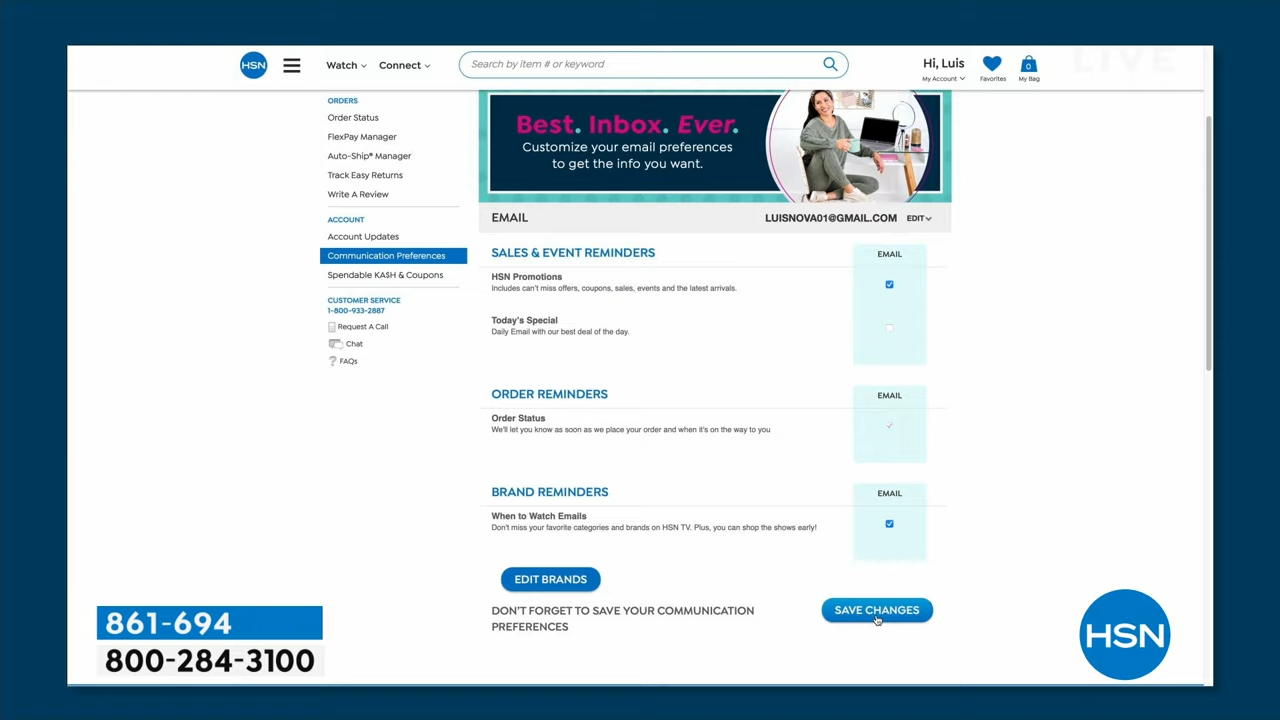 LIVE
HSN
Watch
Connect
Search by item # or keyword
Hi, Luis
My Account
Favorites
0
My Bag
ORDERS
Order Status
FlexPay Manager
Auto-Ship® Manager
Track Easy Returns
Write A Review
ACCOUNT
Account Updates
Communication Preferences
Spendable KA$H & Coupons
CUSTOMER SERVICE
1-800-933-2887
Request A Call
Chat
? FAQs
Best. Inbox. Ever.
Customize your email preferences
to get the info you want.
EMAIL
LUISNOVA01@GMAIL.COM EDIT
SALES & EVENT REMINDERS
EMAIL
HSN Promotions
Includes can't miss offers, coupons, sales, events and the latest arrivals.
Today's Special
Daily Email with our best deal of the day.
ORDER REMINDERS
EMAIL
Order Status
We'll let you know as soon as we place your order and when it's on the way to you
BRAND REMINDERS
EMAIL
When to Watch Emails
Don't miss your favorite categories and brands on HSN TV. Plus, you can shop the shows early!
EDIT BRANDS
DON'T FORGET TO SAVE YOUR COMMUNICATION
PREFERENCES
SAVE CHANGES
861-694
800-284-3100
HSN